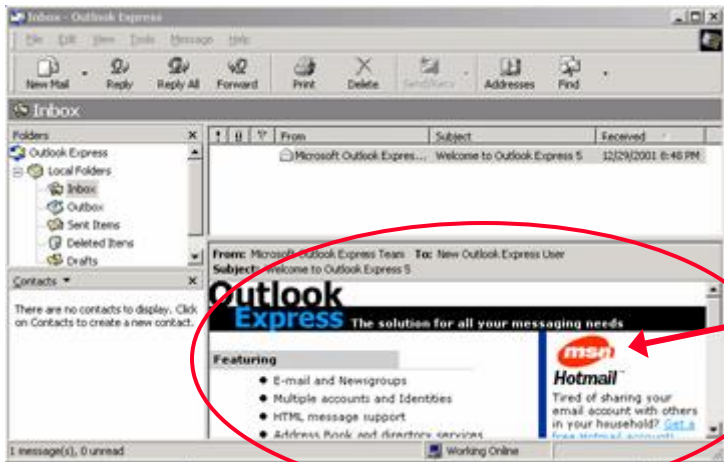 Inbox - Outlook Express
File Edit View Tools Message Help
New Mail Reply Reply All Forward Print Delete Send/Recv Addresses Find
Inbox
Folders
Outlook Express
Local Folders
Inbox
Outbox
Sent Items
Deleted Items
Drafts
! From Subject Received
Microsoft Outlook Expres... Welcome to Outlook Express 5 12/29/2001 8:48 PM
From: Microsoft Outlook Express Team To: New Outlook Express User
Subject: Welcome to Outlook Express 5
Contacts
There are no contacts to display. Click
on Contacts to create a new contact.
Outlook
Express The solution for all your messaging needs
Featuring
E-mail and Newsgroups
Multiple accounts and Identities
HTML message support
Address Book and directory services
msn
Hotmail™
Tired of sharing your
email account with others
in your household? Get a
free Hotmail account!
1 message(s), 0 unread Working Online